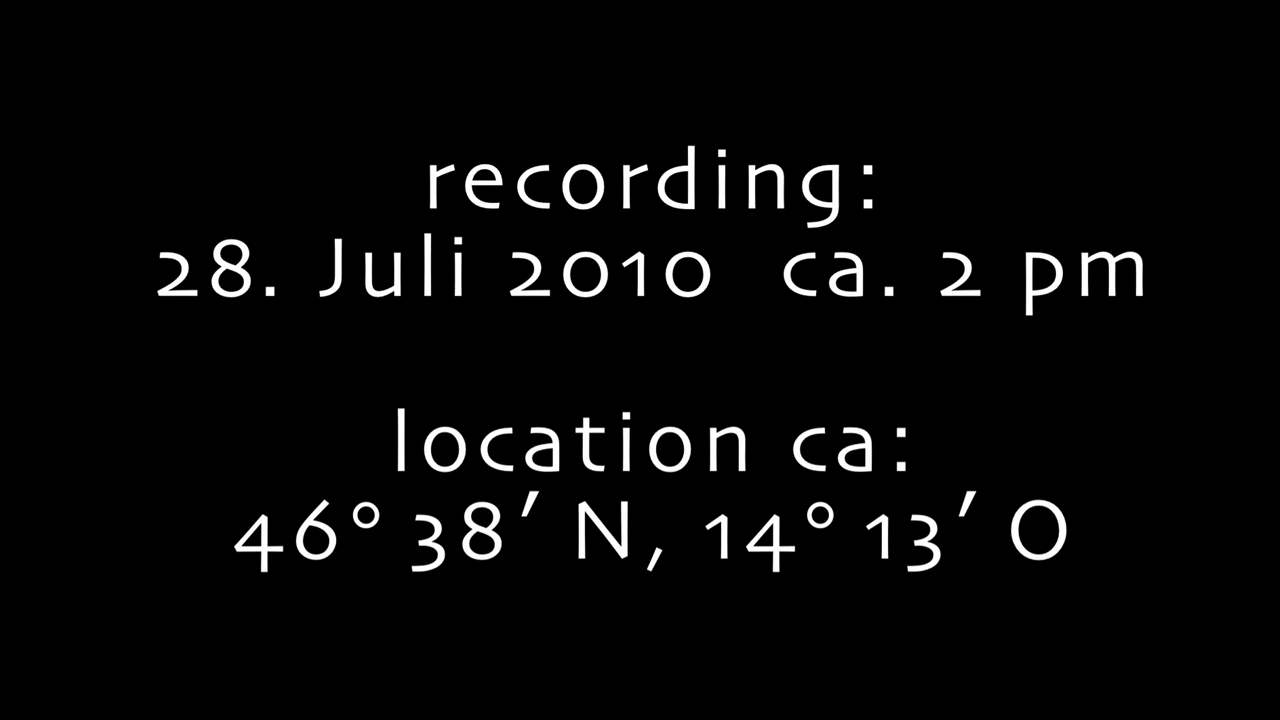 recording:
28. Juli 2010 ca. 2 pm
location ca:
46° 38′ N, 14° 13′ O